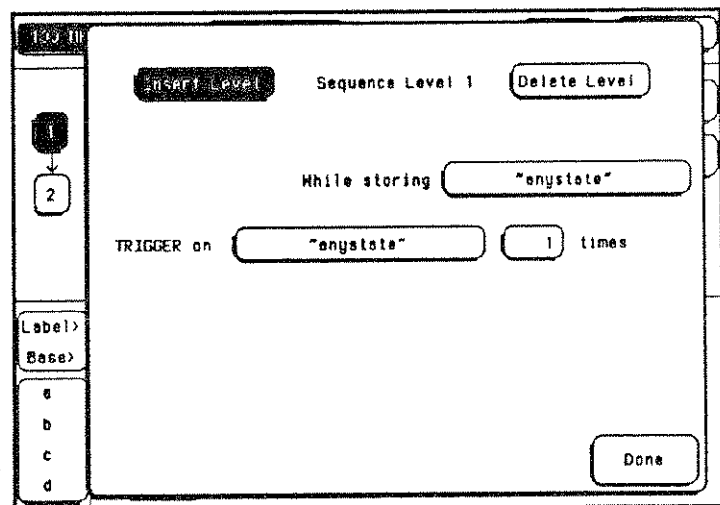 Insert Level Sequence Level 1 Delete Level
1
2
While storing "anystate"
TRIGGER on "anystate" 1 times
Label>
Base>
a
b
c
d
Done